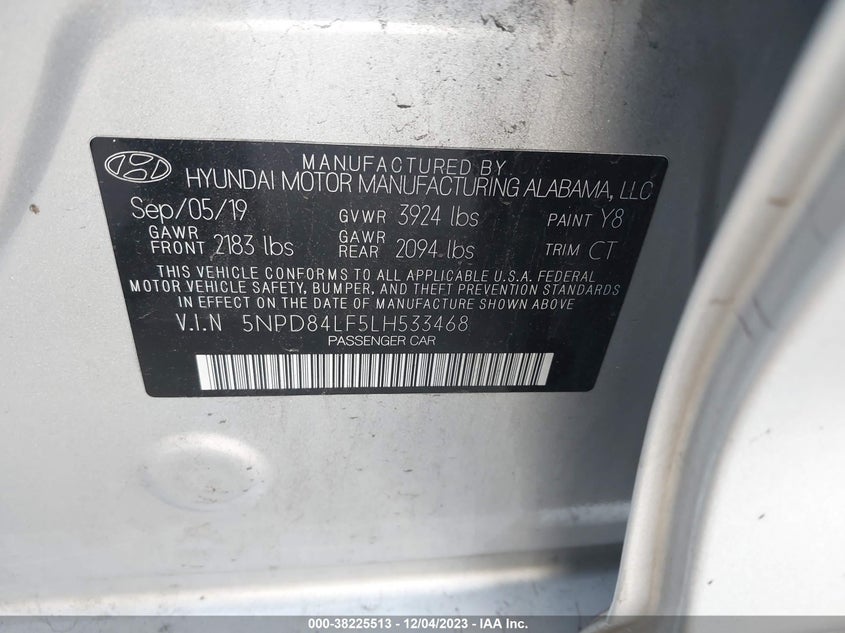 MANUFACTURED BY
HYUNDAI MOTOR MANUFACTURING ALABAMA, LLC
Sep/05/19 GVWR 3924 lbs PAINT Y8
GAWR FRONT 2183 lbs GAWR REAR 2094 lbs TRIM CT
THIS VEHICLE CONFORMS TO ALL APPLICABLE U.S.A. FEDERAL
MOTOR VEHICLE SAFETY, BUMPER, AND THEFT PREVENTION STANDARDS
IN EFFECT ON THE DATE OF MANUFACTURE SHOWN ABOVE.
V.I.N 5NPD84LF5LH533468
PASSENGER CAR
000-38225513 - 12/04/2023 - IAA Inc.